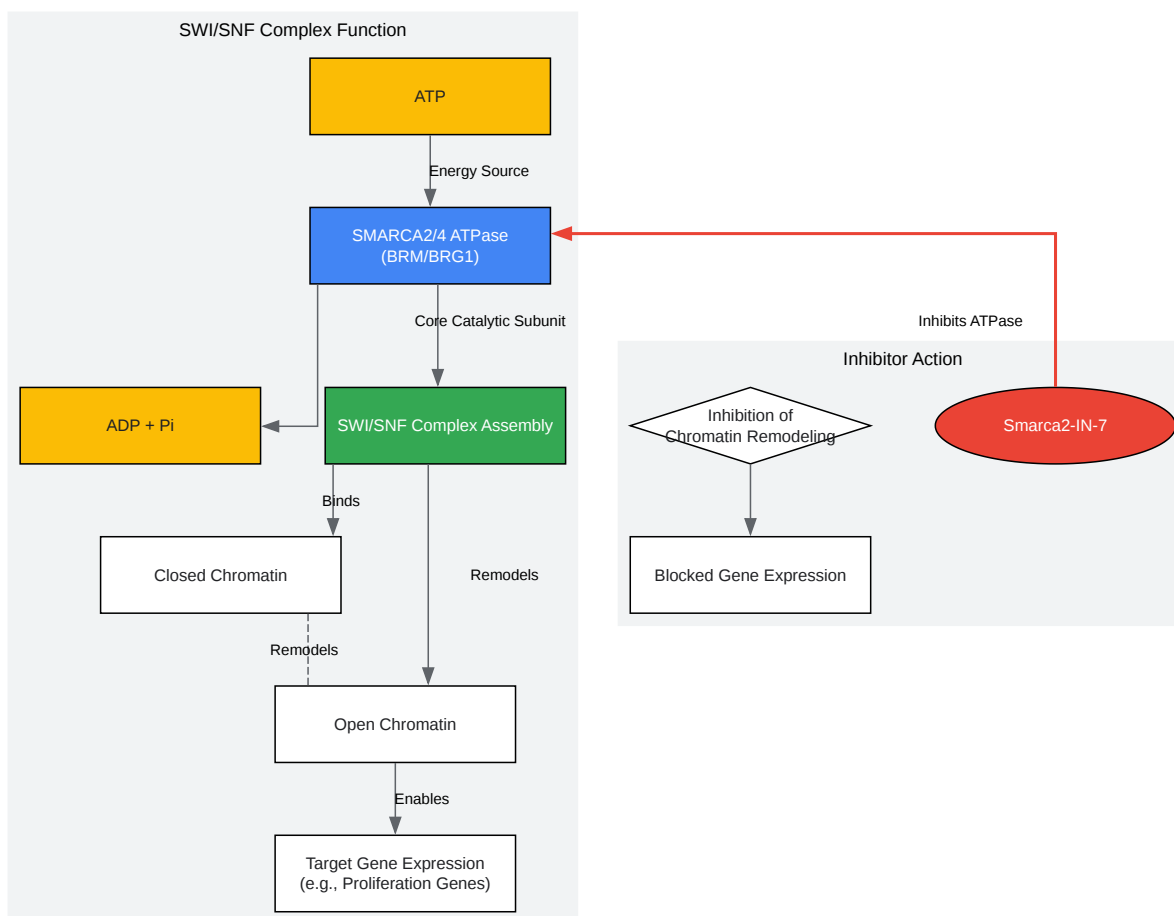 SWI/SNF Complex Function
ATP
Energy Source
SMARCA2/4 ATPase
(BRM/BRG1)
Core Catalytic Subunit
ADP + Pi
SWI/SNF Complex Assembly
Binds
Closed Chromatin
Remodels
Remodels
Open Chromatin
Enables
Target Gene Expression
(e.g., Proliferation Genes)
Inhibits ATPase
Inhibitor Action
Inhibition of
Chromatin Remodeling
Smarca2-IN-7
Blocked Gene Expression